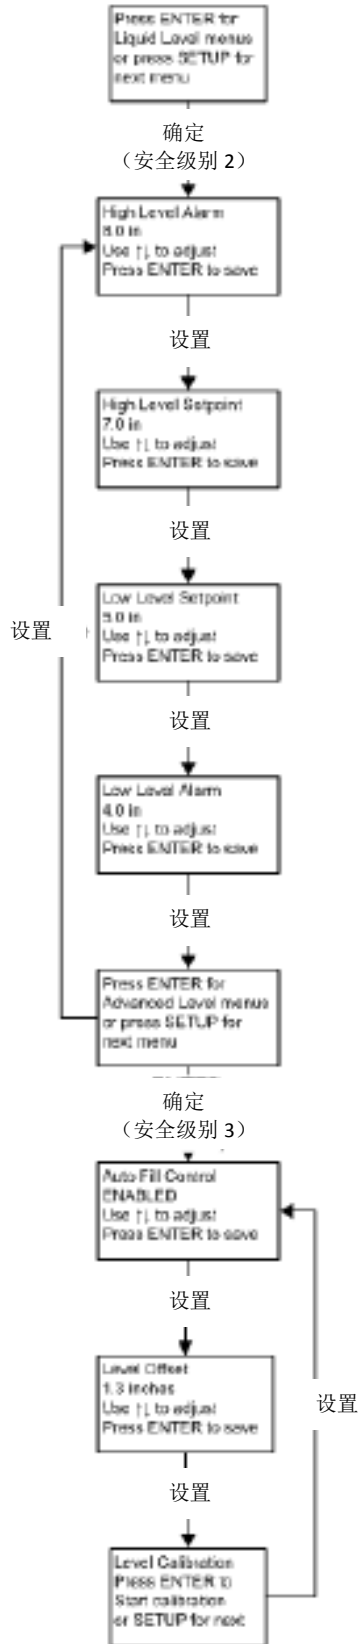 Press ENTER for
Liquid Level menus
or press SETUP for
next menu
确定
（安全级别 2）
High Level Alarm
8.0 in
Use ↑↓ to adjust
Press ENTER to save
设置
High Level Setpoint
7.0 in
Use ↑↓ to adjust
Press ENTER to save
设置
Low Level Setpoint
5.0 in
Use ↑↓ to adjust
Press ENTER to save
设置
设置
Low Level Alarm
4.0 in
Use ↑↓ to adjust
Press ENTER to save
设置
Press ENTER for
Advanced Level menus
or press SETUP for
next menu
确定
（安全级别 3）
Auto Fill Control
ENABLED
Use ↑↓ to adjust
Press ENTER to save
设置
Level Offset
1.3 inches
Use ↑↓ to adjust
Press ENTER to save
设置
设置
Level Calibration
Press ENTER to
Start calibration
or SETUP for next